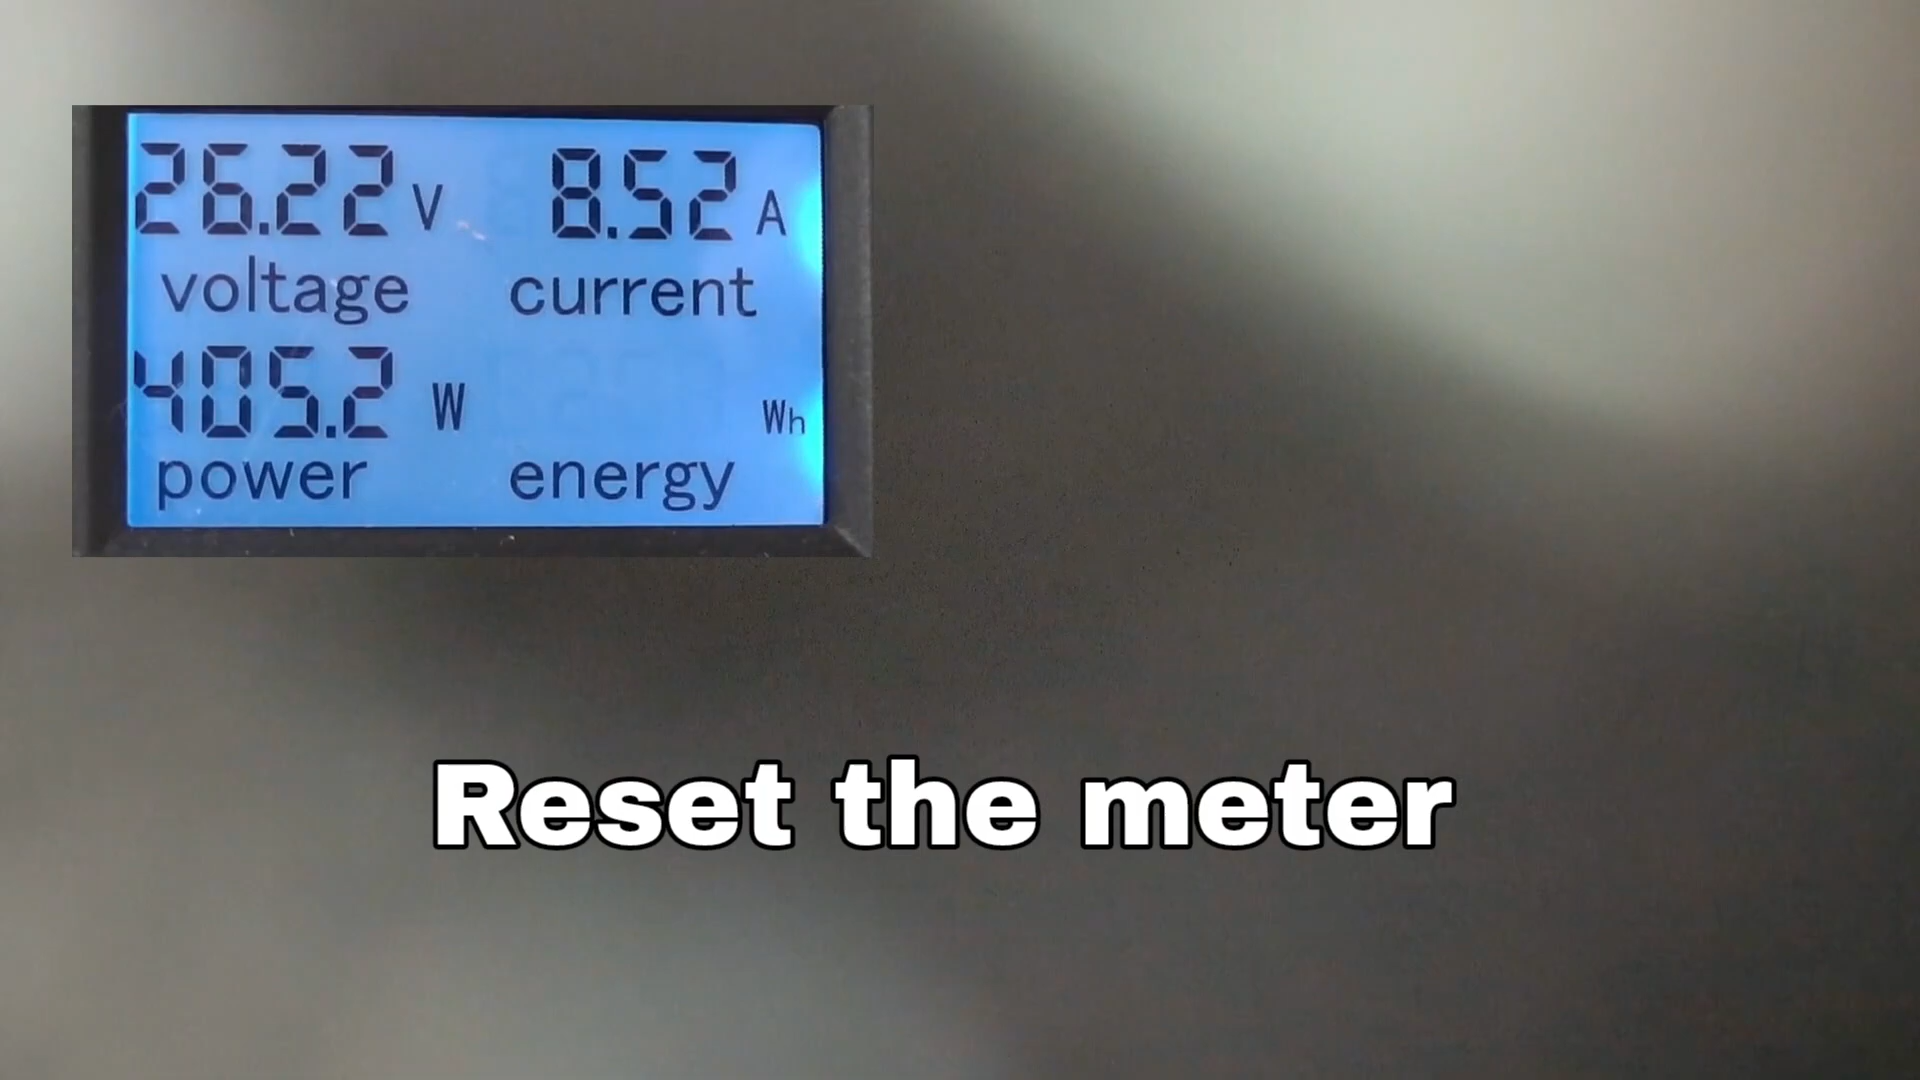 26.22 V 8.52 A
voltage current
405.2 W Wh
power energy
Reset the meter